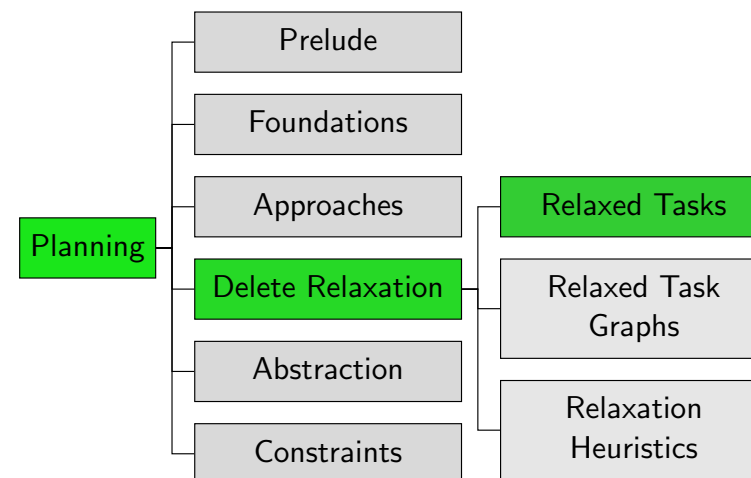 Planning
Prelude
Foundations
Approaches
Delete Relaxation
Abstraction
Constraints
Relaxed Tasks
Relaxed Task
Graphs
Relaxation
Heuristics